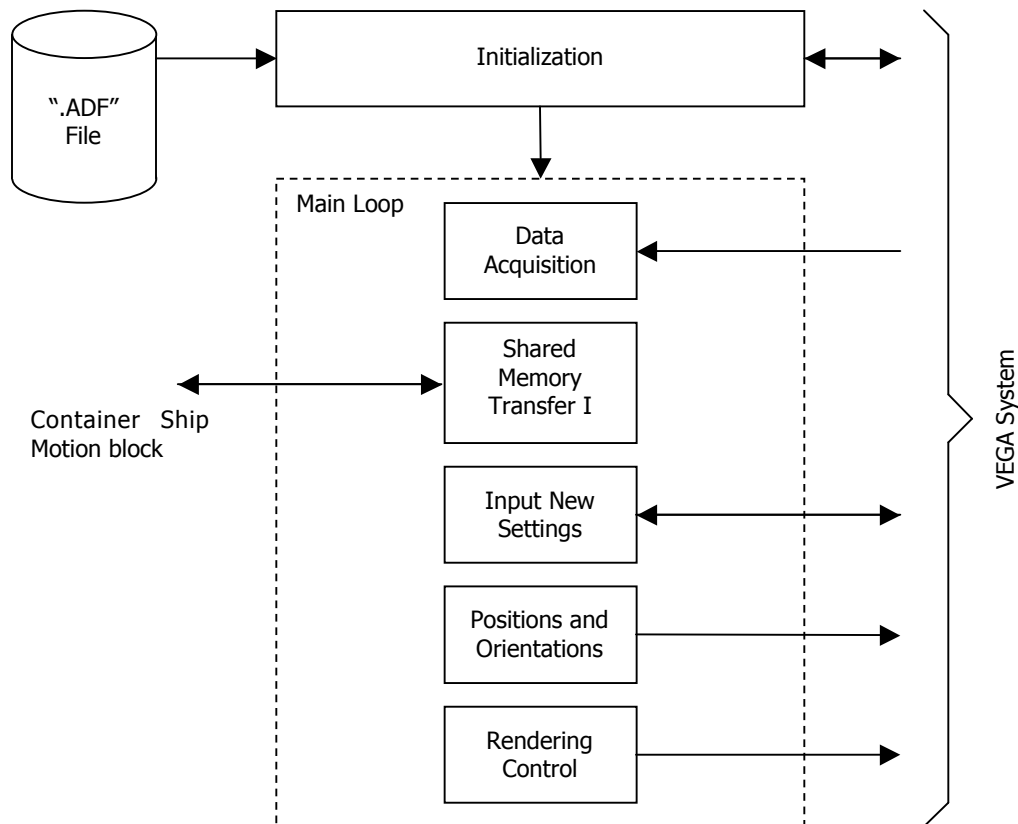 Initialization
“.ADF”
File
Main Loop
Data
Acquisition
Shared
Memory
Transfer I
Container Ship
Motion block
Input New
Settings
Positions and
Orientations
Rendering
Control
VEGA System